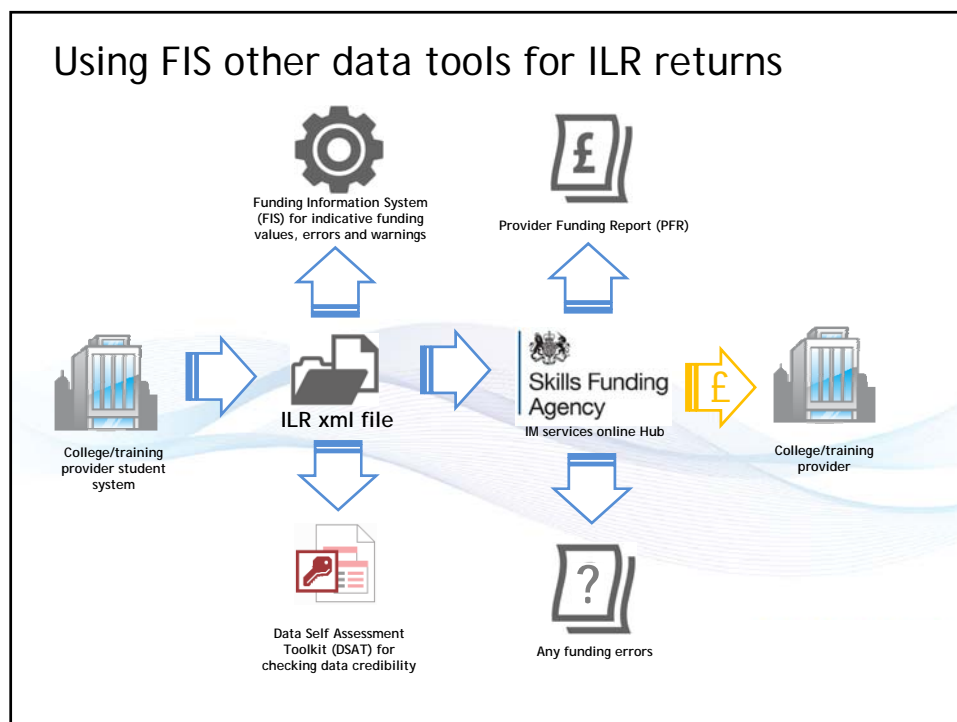 Using FIS other data tools for ILR returns
Funding Information System
(FIS) for indicative funding
values, errors and warnings
£
Provider Funding Report (PFR)
College/training
provider student
system
ILR xml file
Skills Funding
Agency
IM services online Hub
£
College/training
provider
Data Self Assessment
Toolkit (DSAT) for
checking data credibility
?
Any funding errors